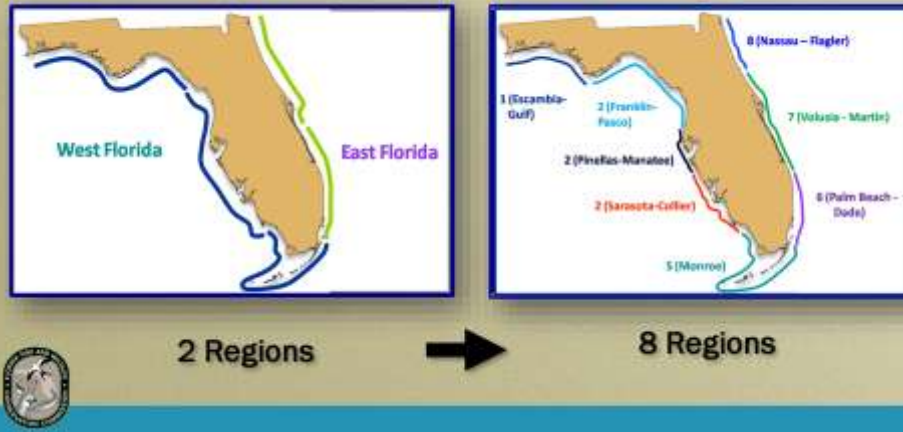 West Florida
East Florida
8 (Nassau – Flagler)
1 (Escambia-
Gulf)
2 (Franklin-
Pasco)
7 (Volusia - Martin)
2 (Pinellas-Manatee)
2 (Sarasota-Collier)
6 (Palm Beach -
Dade)
5 (Monroe)
2 Regions
8 Regions